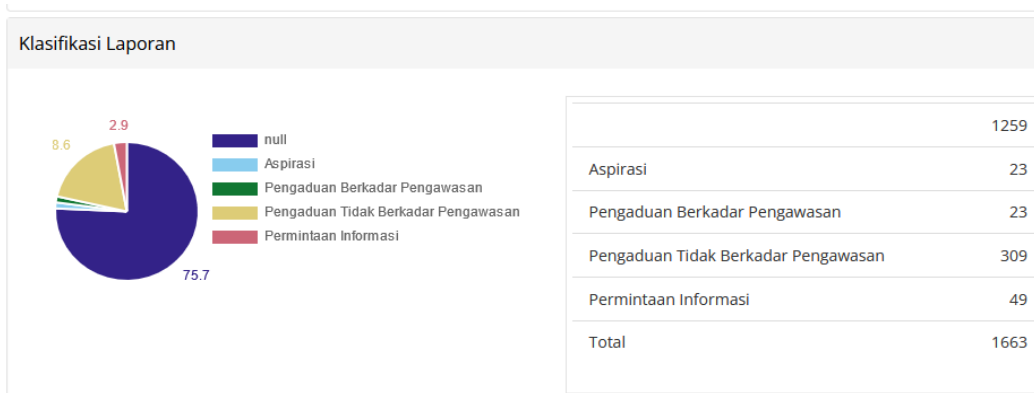 Klasifikasi Laporan
2.9
8.6
75.7
null
Aspirasi
Pengaduan Berkadar Pengawasan
Pengaduan Tidak Berkadar Pengawasan
Permintaan Informasi
1259
Aspirasi 23
Pengaduan Berkadar Pengawasan 23
Pengaduan Tidak Berkadar Pengawasan 309
Permintaan Informasi 49
Total 1663